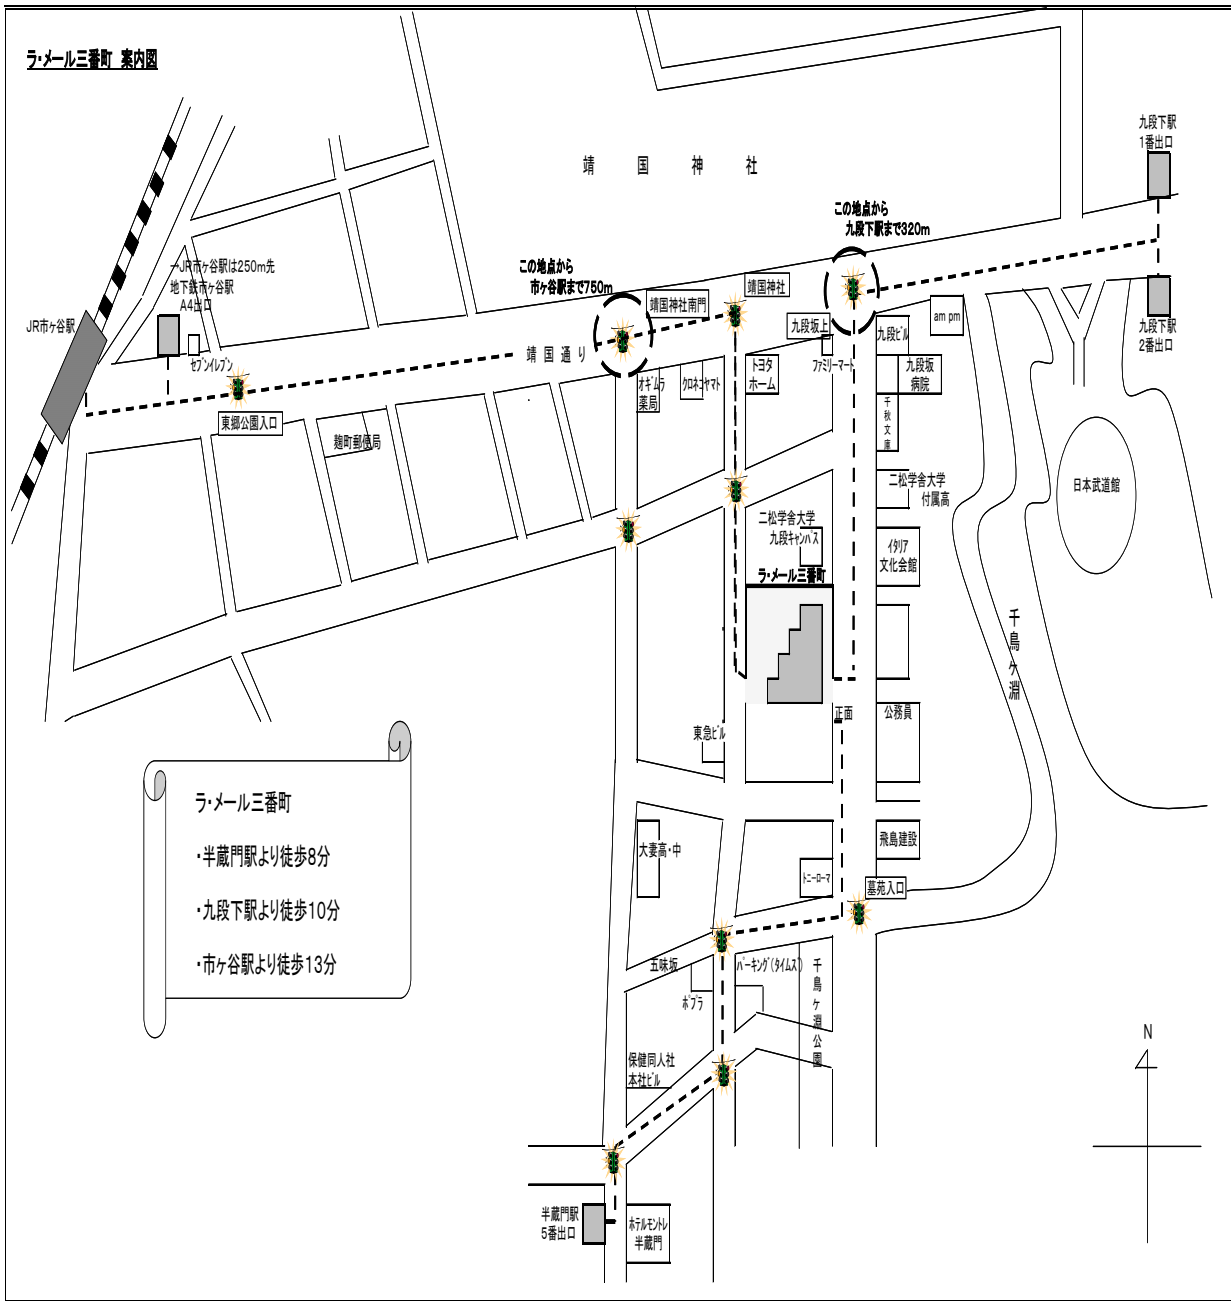 ラ・メール三番町 案内図
九段下駅
1番出口
靖国神社
この地点から
九段下駅まで320m
この地点から
市ヶ谷駅まで750m
→JR市ヶ谷駅は250m先
地下鉄市ヶ谷駅
A4出口
JR市ヶ谷駅
セブンイレブン
靖国通り
靖国神社南門
靖国神社
九段坂上
am pm
九段下駅
2番出口
九段ビル
ファミリーマート
トヨタ
ホーム
九段坂
病院
オギムラ
薬局
クロネコヤマト
千秋文庫
東郷公園入口
麹町郵便局
二松学舎大学
付属高
日本武道館
二松学舎大学
九段キャンパス
イタリア
文化会館
ラ・メール三番町
千鳥ヶ淵
正面
公務員
東急ビル
ラ・メール三番町
・半蔵門駅より徒歩8分
・九段下駅より徒歩10分
・市ヶ谷駅より徒歩13分
大妻高・中
飛島建設
トニーローマ
墓苑入口
五味坂
パーキング(タイムズ)
千鳥ヶ淵公園
ポプラ
保健同人社
本社ビル
N
半蔵門駅
5番出口
ホテルモントレ
半蔵門